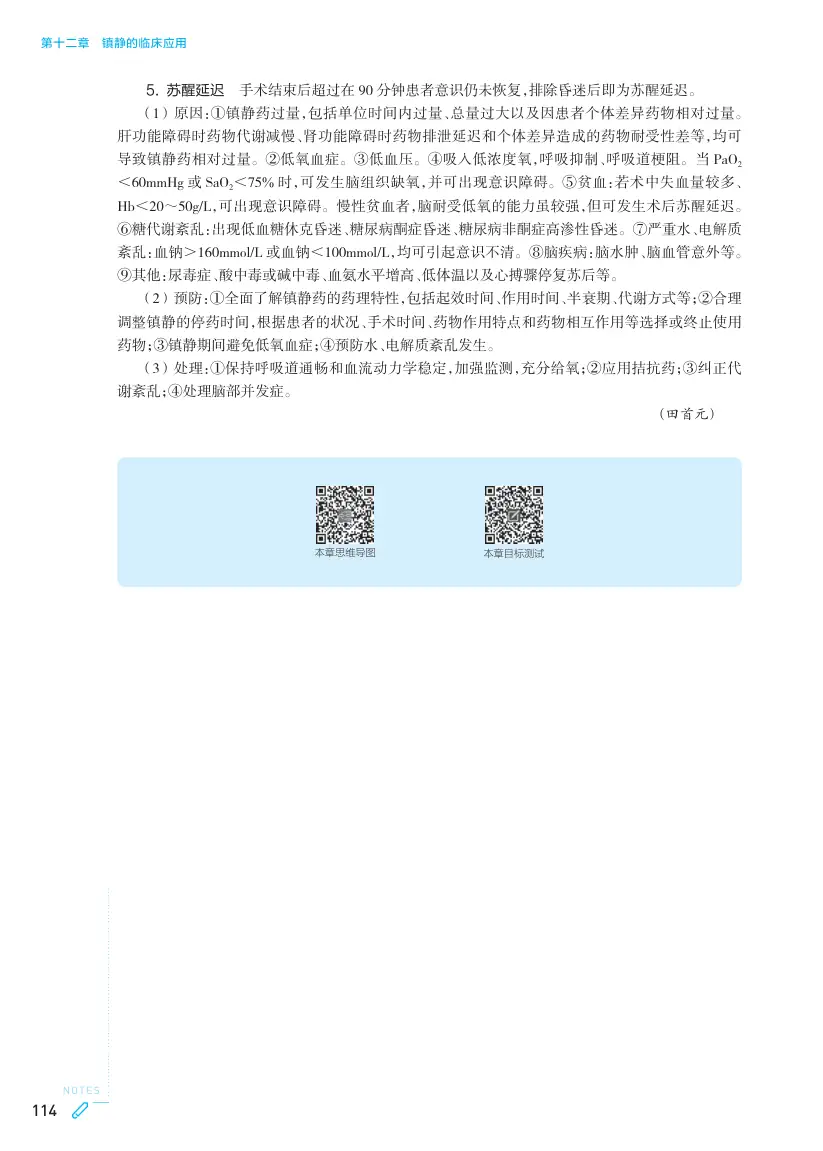 第十二章 镇静的临床应用
5. 苏醒延迟 手术结束后超过在 90 分钟患者意识仍未恢复,排除昏迷后即为苏醒延迟。
（1）原因:①镇静药过量,包括单位时间内过量、总量过大以及因患者个体差异药物相对过量。
肝功能障碍时药物代谢减慢、肾功能障碍时药物排泄延迟和个体差异造成的药物耐受性差等,均可
导致镇静药相对过量。②低氧血症。③低血压。④吸入低浓度氧,呼吸抑制、呼吸道梗阻。当 PaO₂
＜60mmHg 或 SaO₂＜75% 时,可发生脑组织缺氧,并可出现意识障碍。⑤贫血:若术中失血量较多、
Hb＜20～50g/L,可出现意识障碍。慢性贫血者,脑耐受低氧的能力虽较强,但可发生术后苏醒延迟。
⑥糖代谢紊乱:出现低血糖休克昏迷、糖尿病酮症昏迷、糖尿病非酮症高渗性昏迷。⑦严重水、电解质
紊乱:血钠＞160mmol/L 或血钠＜100mmol/L,均可引起意识不清。⑧脑疾病:脑水肿、脑血管意外等。
⑨其他:尿毒症、酸中毒或碱中毒、血氨水平增高、低体温以及心搏骤停复苏后等。
（2）预防:①全面了解镇静药的药理特性,包括起效时间、作用时间、半衰期、代谢方式等;②合理
调整镇静的停药时间,根据患者的状况、手术时间、药物作用特点和药物相互作用等选择或终止使用
药物;③镇静期间避免低氧血症;④预防水、电解质紊乱发生。
（3）处理:①保持呼吸道通畅和血流动力学稳定,加强监测,充分给氧;②应用拮抗药;③纠正代
谢紊乱;④处理脑部并发症。
（田首元）
本章思维导图
本章目标测试
NOTES
114